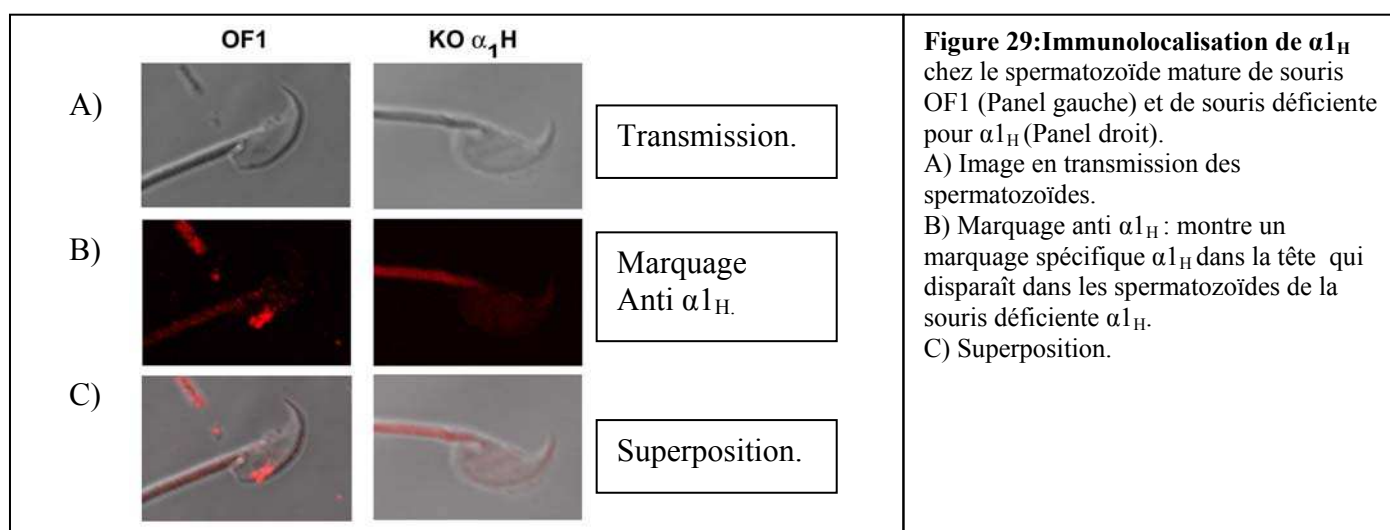 OF1
KO α1H
A)
Transmission.
B)
Marquage
Anti α1H.
C)
Superposition.
Figure 29:Immunolocalisation de α1H
chez le spermatozoïde mature de souris
OF1 (Panel gauche) et de souris déficiente
pour α1H (Panel droit).
A) Image en transmission des
spermatozoïdes.
B) Marquage anti α1H : montre un
marquage spécifique α1H dans la tête qui
disparaît dans les spermatozoïdes de la
souris déficiente α1H.
C) Superposition.